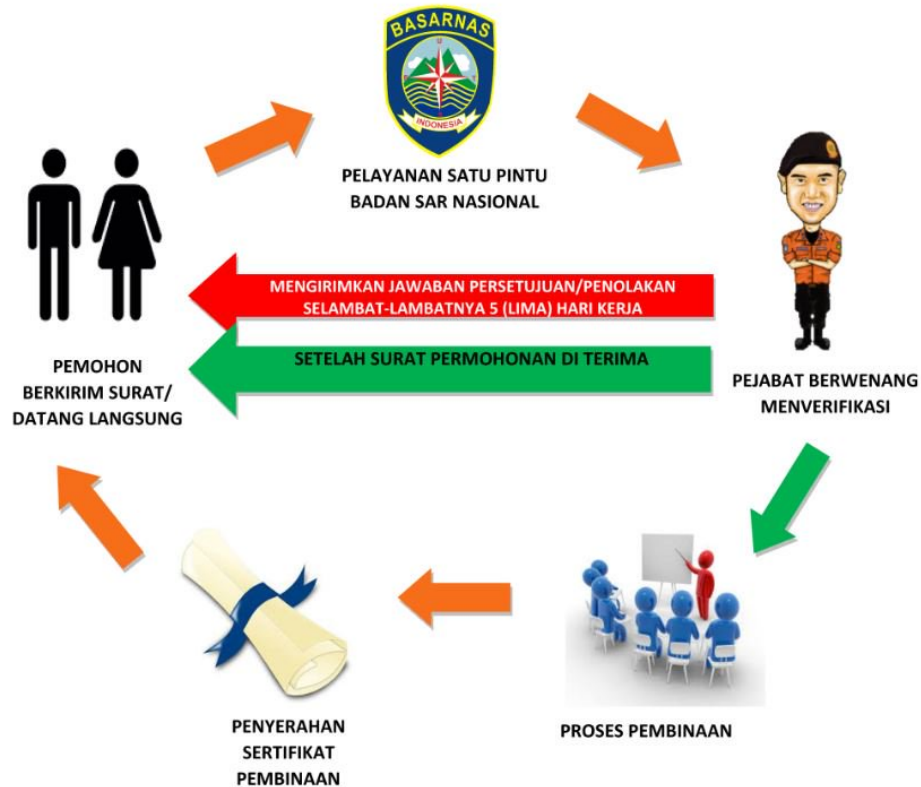 BASARNAS
INDONESIA
PELAYANAN SATU PINTU
BADAN SAR NASIONAL
MENGIRIMKAN JAWABAN PERSETUJUAN/PENOLAKAN
SELAMBAT-LAMBATNYA 5 (LIMA) HARI KERJA
SETELAH SURAT PERMOHONAN DI TERIMA
PEMOHON
BERKIRIM SURAT/
DATANG LANGSUNG
PEJABAT BERWENANG
MENVERIFIKASI
PENYERAHAN
SERTIFIKAT
PEMBINAAN
PROSES PEMBINAAN